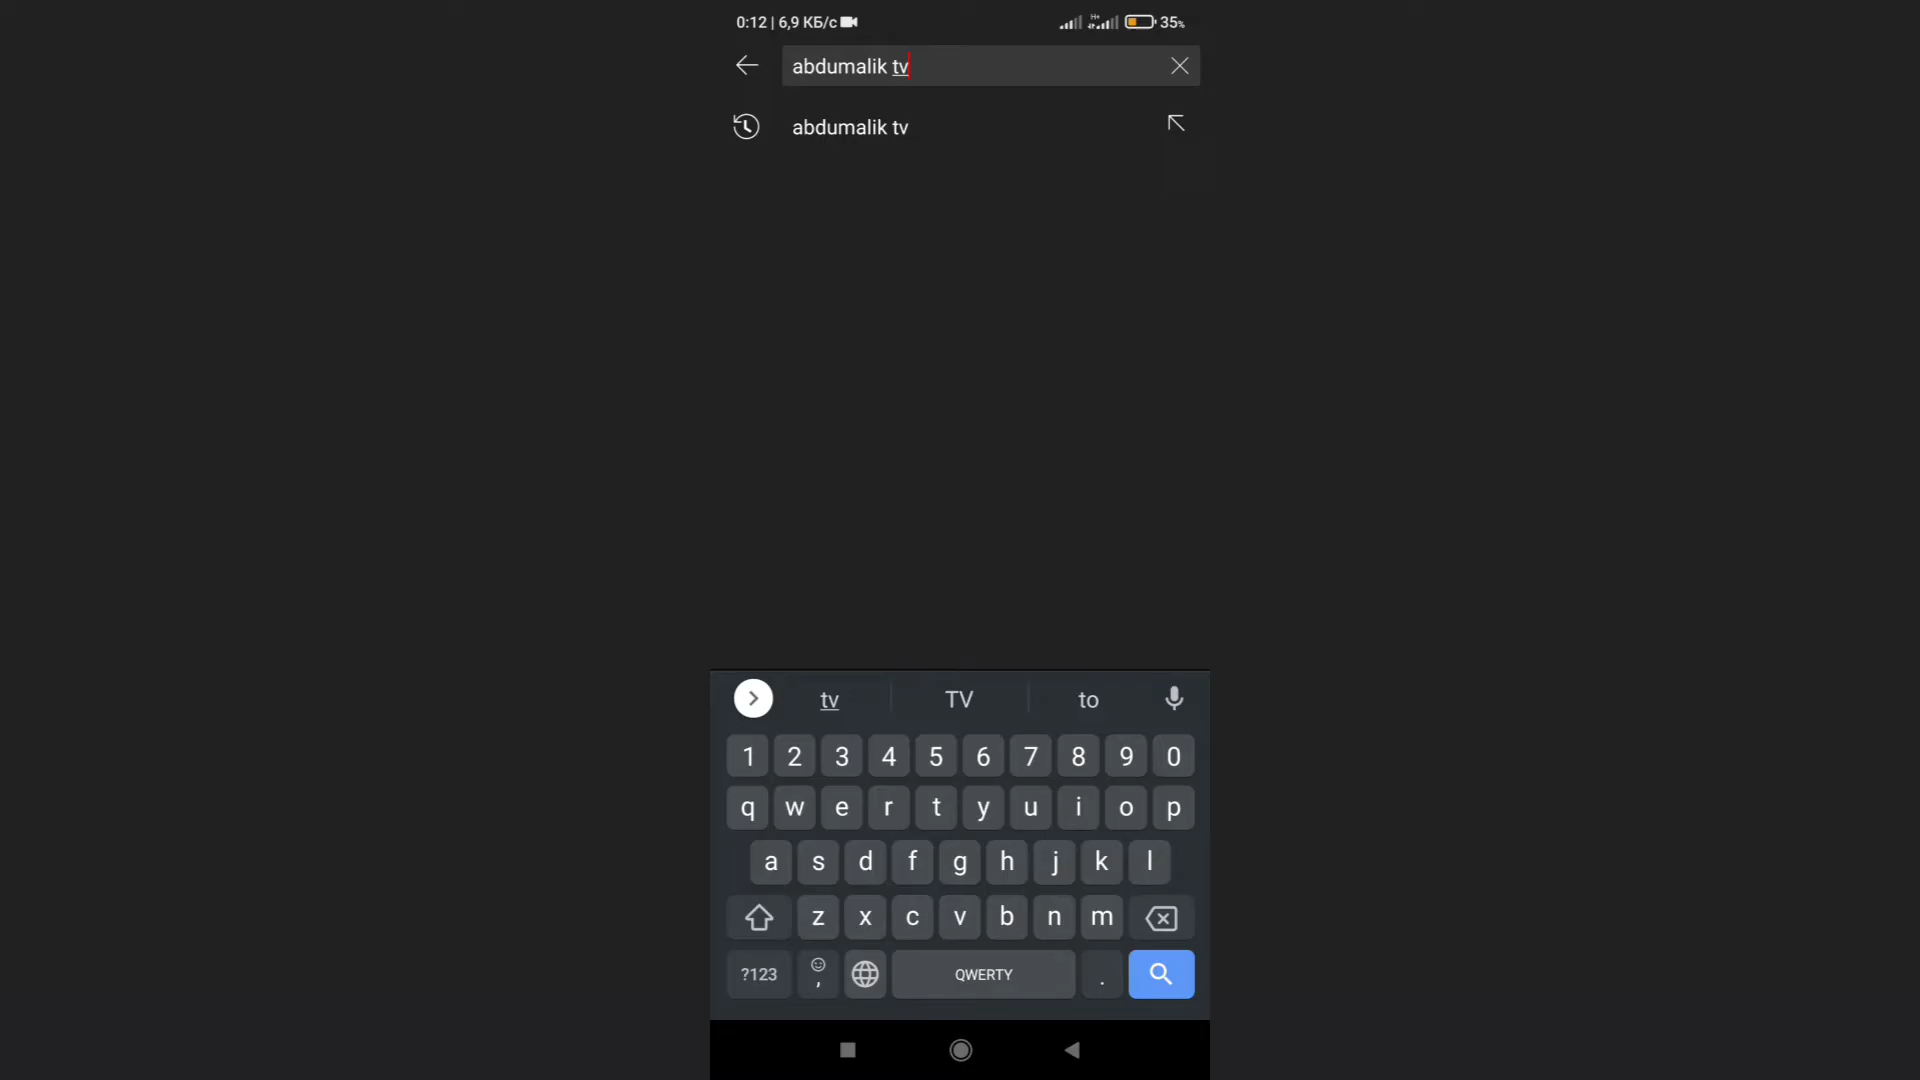 0:12 | 6,9 КБ/с H+ 35%
abdumalik tv
abdumalik tv
tv TV to
1 2 3 4 5 6 7 8 9 0
q w e r t y u i o p
a s d f g h j k l
z x c v b n m
?123 , QWERTY .